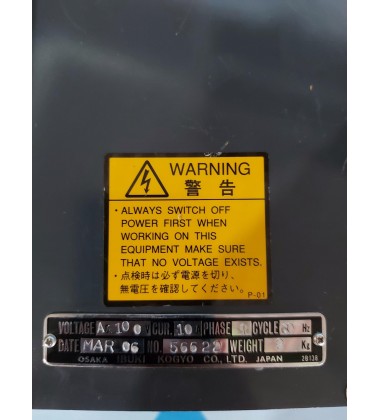 WARNING
警告
・ALWAYS SWITCH OFF
POWER FIRST WHEN
WORKING ON THIS
EQUIPMENT MAKE SURE
THAT NO VOLTAGE EXISTS.
・点検時は必ず電源を切り、
無電圧を確認してください。
P-01
VOLTAGE A 100 CUR. 10 PHASE CYCLE Hz
DATE MAR 06 NO. 56622 WEIGHT
OSAKA IBUKI KOGYO CO., LTD. JAPAN 2B138